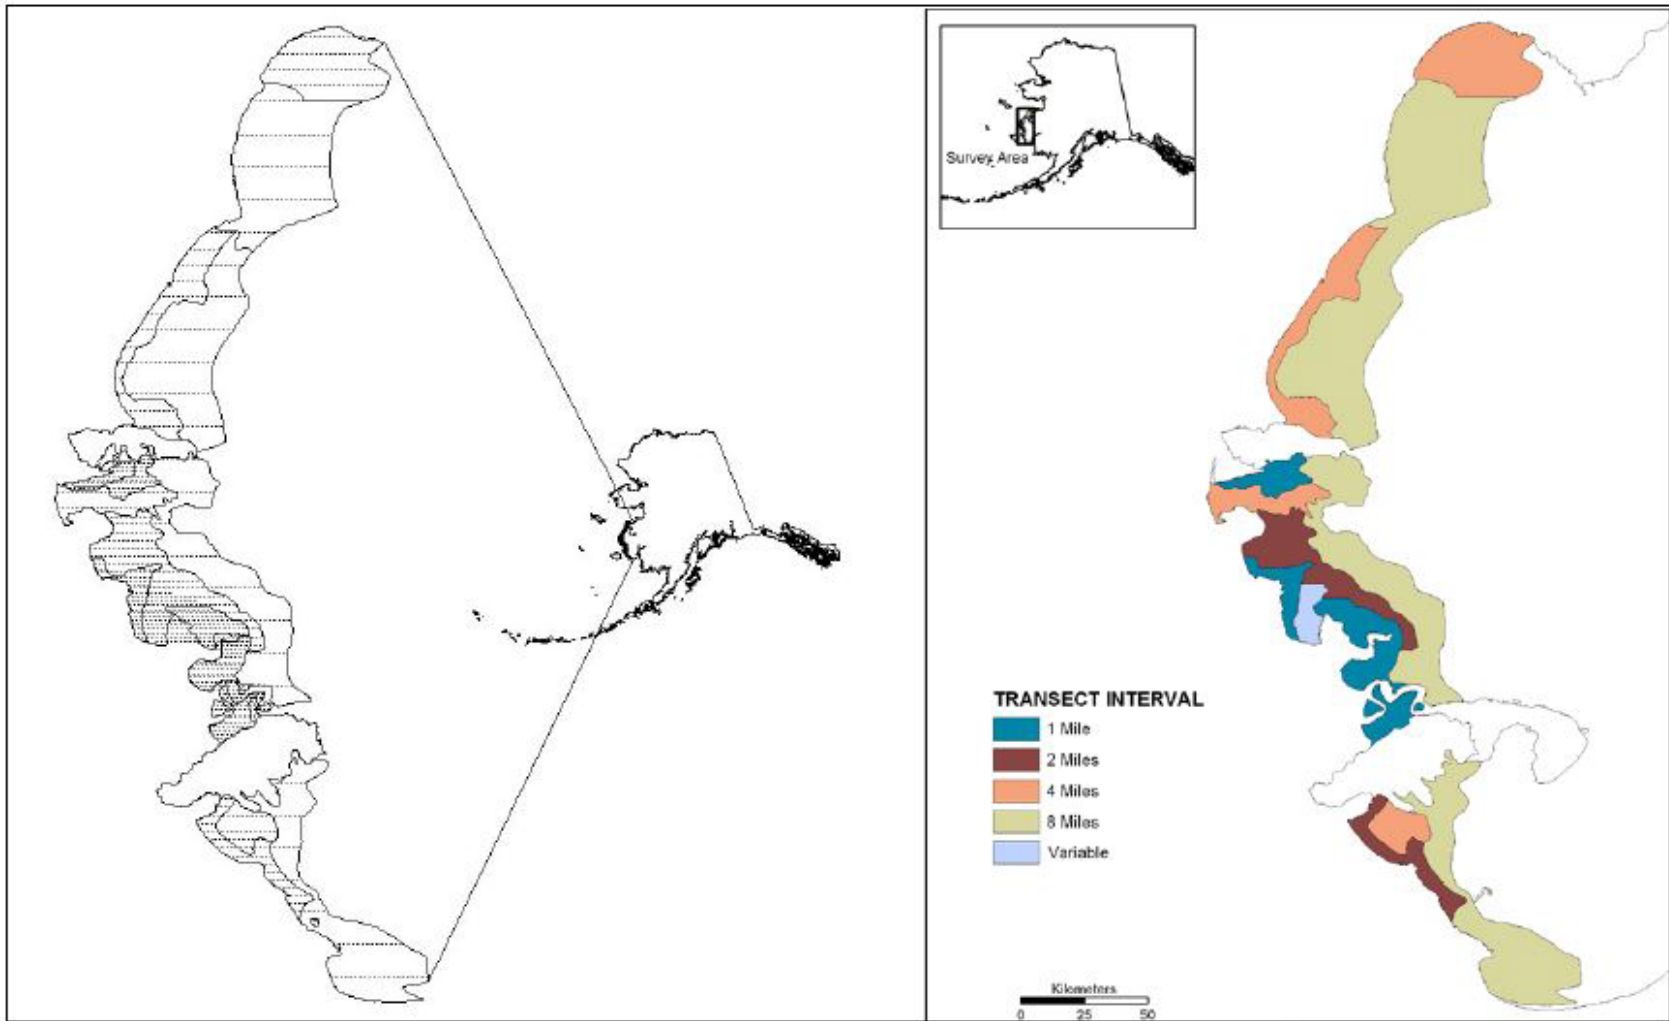 Survey Area
TRANSECT INTERVAL
1 Mile
2 Miles
4 Miles
8 Miles
Variable
Kilometers
0 25 50